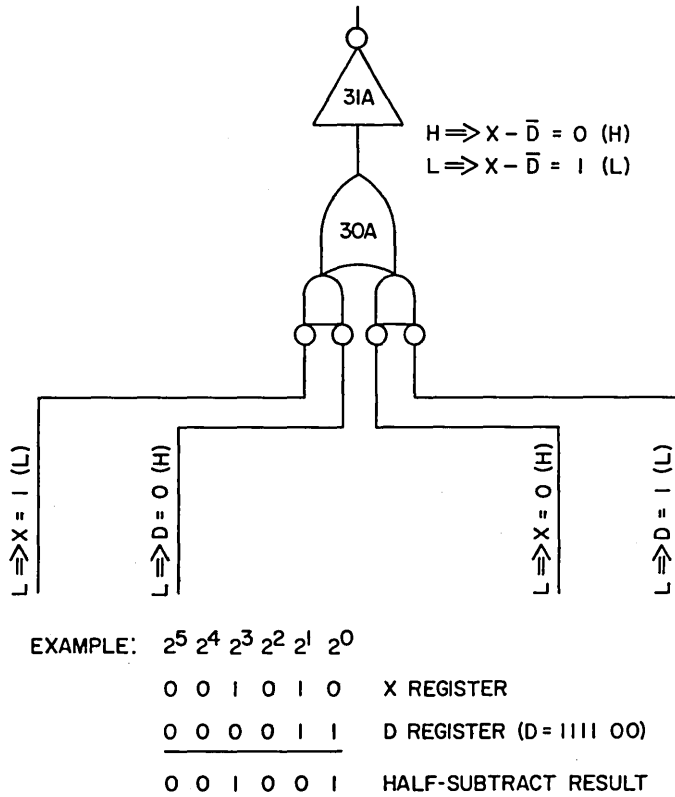 31A
H ⇒ X - D̅ = 0 (H)
L ⇒ X - D̅ = 1 (L)
30A
L ⇒ X = 1 (L)
L ⇒ D = 0 (H)
L ⇒ X = 0 (H)
L ⇒ D = 1 (L)
EXAMPLE: 2⁵ 2⁴ 2³ 2² 2¹ 2⁰
0 0 1 0 1 0 X REGISTER
0 0 0 0 1 1 D REGISTER (D = 1111 00)
0 0 1 0 0 1 HALF-SUBTRACT RESULT